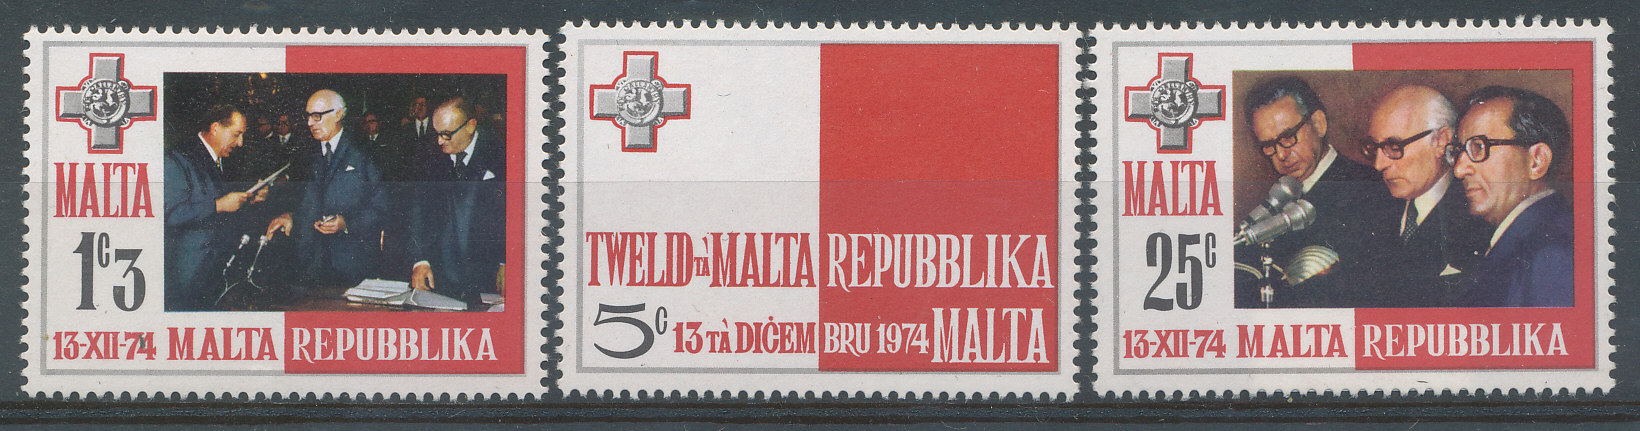 MALTA
1c3
13-XII-74 MALTA REPUBBLIKA
TWELID TA' MALTA REPUBBLIKA
5c 13 TÀ DIĊEMBRU 1974 MALTA
MALTA
25c
13-XII-74 MALTA REPUBBLIKA